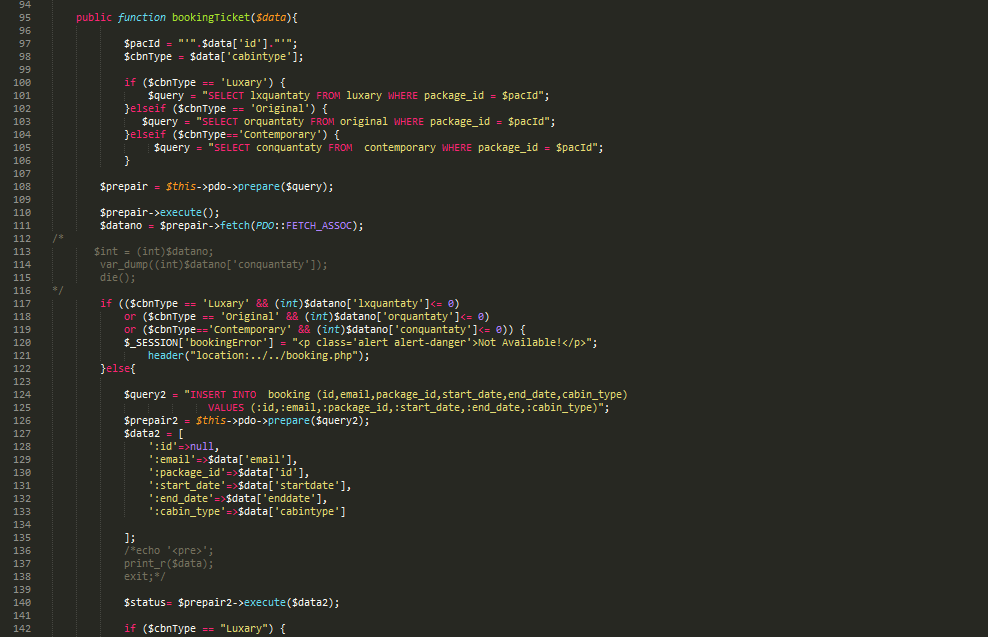 94
95 public function bookingTicket($data){
96
97 $pacId = "'".$data['id']."'";
98 $cbnType = $data['cabintype'];
99
100 if ($cbnType == 'Luxary') {
101 $query = "SELECT lxquantaty FROM luxary WHERE package_id = $pacId";
102 }elseif ($cbnType == 'Original') {
103 $query = "SELECT orquantaty FROM original WHERE package_id = $pacId";
104 }elseif ($cbnType=='Contemporary') {
105 $query = "SELECT conquantaty FROM  contemporary WHERE package_id = $pacId";
106 }
107
108 $prepair = $this->pdo->prepare($query);
109
110 $prepair->execute();
111 $datano = $prepair->fetch(PDO::FETCH_ASSOC);
112 /*
113 $int = (int)$datano;
114 var_dump((int)$datano['conquantaty']);
115 die();
116 */
117 if (($cbnType == 'Luxary' && (int)$datano['lxquantaty']<= 0)
118 or ($cbnType == 'Original' && (int)$datano['orquantaty']<= 0)
119 or ($cbnType=='Contemporary' && (int)$datano['conquantaty']<= 0)) {
120 $_SESSION['bookingError'] = "<p class='alert alert-danger'>Not Available!</p>";
121 header("location:../../booking.php");
122 }else{
123
124 $query2 = "INSERT INTO  booking (id,email,package_id,start_date,end_date,cabin_type)
125 VALUES (:id,:email,:package_id,:start_date,:end_date,:cabin_type)";
126 $prepair2 = $this->pdo->prepare($query2);
127 $data2 = [
128 ':id'=>null,
129 ':email'=>$data['email'],
130 ':package_id'=>$data['id'],
131 ':start_date'=>$data['startdate'],
132 ':end_date'=>$data['enddate'],
133 ':cabin_type'=>$data['cabintype']
134
135 ];
136 /*echo '<pre>';
137 print_r($data);
138 exit;*/
139
140 $status= $prepair2->execute($data2);
141
142 if ($cbnType == "Luxary") {